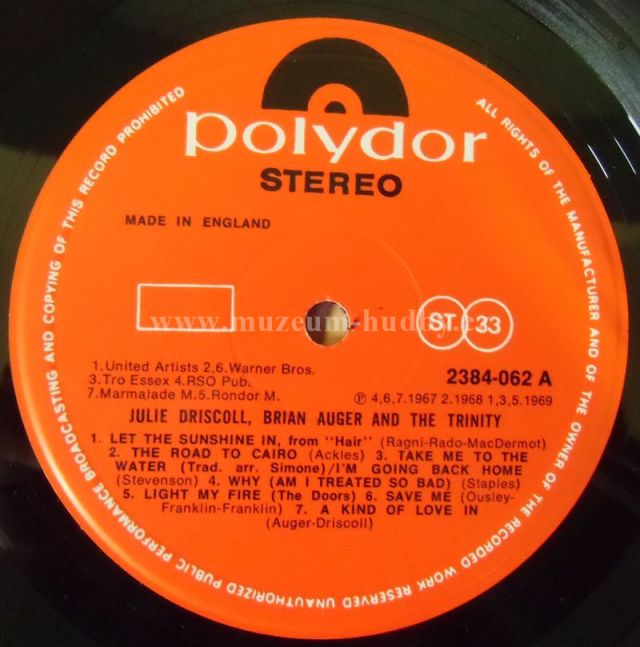 polydor
STEREO
MADE IN ENGLAND
ST 33
1.United Artists 2.6.Warner Bros.
3.Tro Essex 4.RSO Pub.
7.Marmalade M.5.Rondor M.
2384-062 A
℗ 4,6,7.1967 2.1968 1,3,5.1969
JULIE DRISCOLL, BRIAN AUGER AND THE TRINITY
1. LET THE SUNSHINE IN, from "Hair" (Ragni-Rado-MacDermot)
2. THE ROAD TO CAIRO (Ackles) 3. TAKE ME TO THE
WATER (Trad. arr. Simone)/I'M GOING BACK HOME
(Stevenson) 4. WHY (AM I TREATED SO BAD) (Staples)
5. LIGHT MY FIRE (The Doors) 6. SAVE ME (Ousley-
Franklin-Franklin) 7. A KIND OF LOVE IN
(Auger-Driscoll)
ALL RIGHTS OF THE MANUFACTURER AND OF THE OWNER OF THE RECORDED WORK RESERVED UNAUTHORIZED PUBLIC PERFORMANCE BROADCASTING AND COPYING OF THIS RECORD PROHIBITED